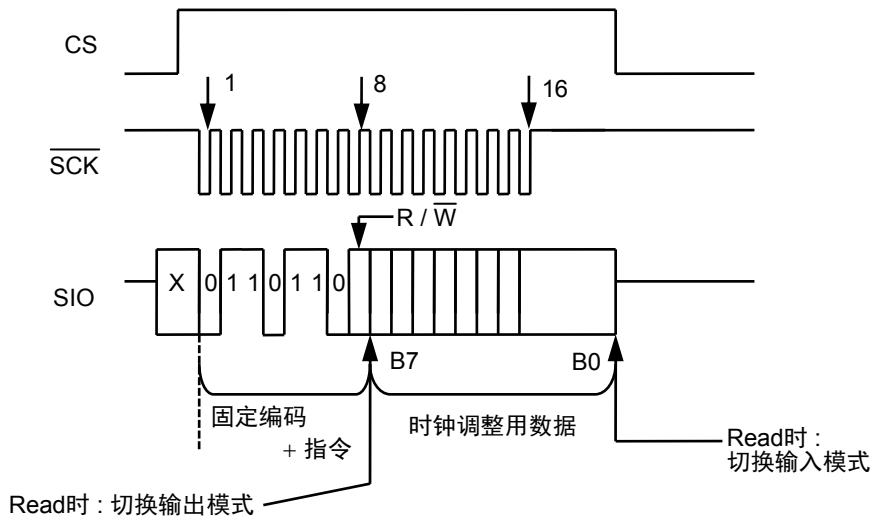 CS
1
8
16
SCK
R / W
SIO
X
0
1
1
0
1
1
0
B7
B0
固定编码
+ 指令
时钟调整用数据
Read时 :
切换输入模式
Read时 : 切换输出模式